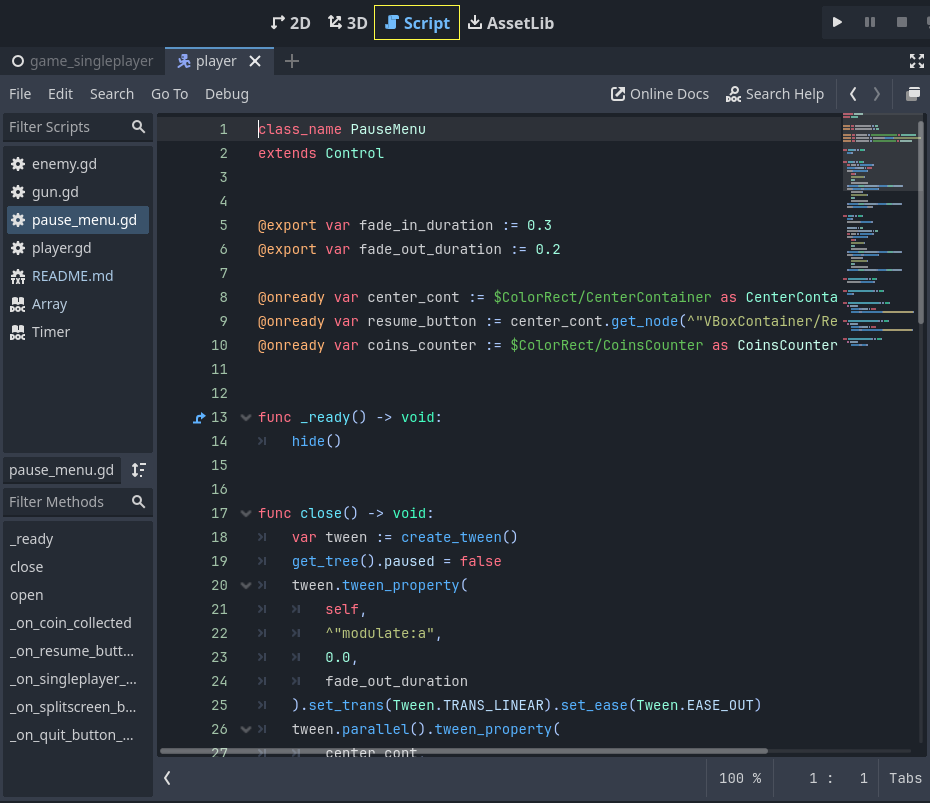 2D 3D Script AssetLib
game_singleplayer player
File Edit Search Go To Debug Online Docs Search Help
Filter Scripts
enemy.gd
gun.gd
pause_menu.gd
player.gd
README.md
Array
Timer
pause_menu.gd
Filter Methods
_ready
close
open
_on_coin_collected
_on_resume_butt...
_on_singleplayer_...
_on_splitscreen_b...
_on_quit_button_...
1 class_name PauseMenu
2 extends Control
3
4
5 @export var fade_in_duration := 0.3
6 @export var fade_out_duration := 0.2
7
8 @onready var center_cont := $ColorRect/CenterContainer as CenterConta
9 @onready var resume_button := center_cont.get_node(^"VBoxContainer/Re
10 @onready var coins_counter := $ColorRect/CoinsCounter as CoinsCounter
11
12
13 func _ready() -> void:
14 hide()
15
16
17 func close() -> void:
18 var tween := create_tween()
19 get_tree().paused = false
20 tween.tween_property(
21 self,
22 ^"modulate:a",
23 0.0,
24 fade_out_duration
25 ).set_trans(Tween.TRANS_LINEAR).set_ease(Tween.EASE_OUT)
26 tween.parallel().tween_property(
27 center_cont,
100 % 1 : 1 Tabs